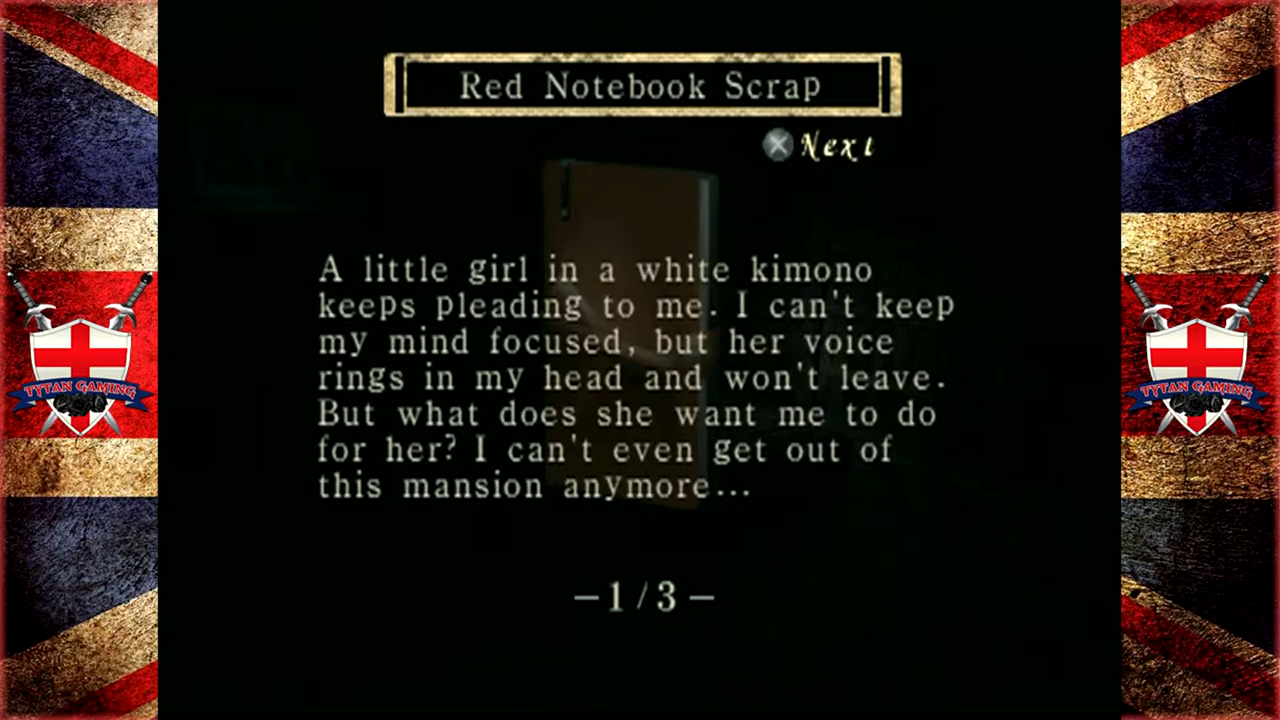 Red Notebook Scrap
Next
A little girl in a white kimono
keeps pleading to me. I can't keep
my mind focused, but her voice
rings in my head and won't leave.
But what does she want me to do
for her? I can't even get out of
this mansion anymore...
—1/3—
TYTAN GAMING
TYTAN GAMING